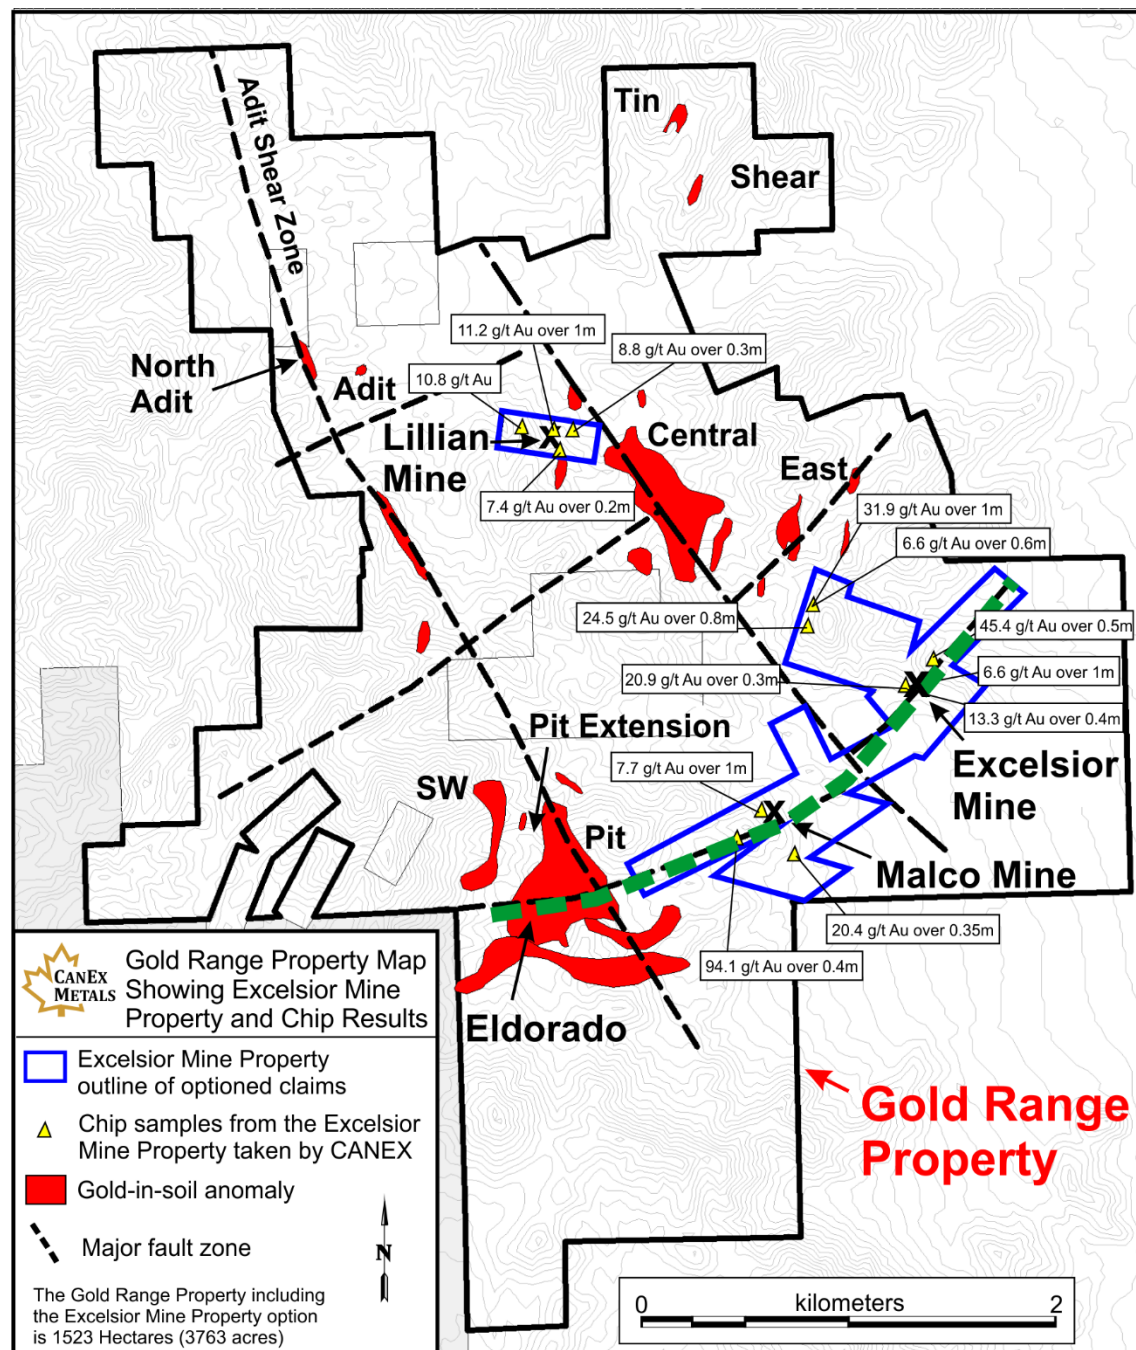 Tin
Shear
Adit Shear Zone
11.2 g/t Au over 1m
8.8 g/t Au over 0.3m
North
Adit
Adit
10.8 g/t Au
Lillian
Mine
X
Central
East
7.4 g/t Au over 0.2m
31.9 g/t Au over 1m
6.6 g/t Au over 0.6m
24.5 g/t Au over 0.8m
45.4 g/t Au over 0.5m
20.9 g/t Au over 0.3m
X
6.6 g/t Au over 1m
13.3 g/t Au over 0.4m
Pit Extension
7.7 g/t Au over 1m
Excelsior
Mine
SW
Pit
X
Malco Mine
20.4 g/t Au over 0.35m
94.1 g/t Au over 0.4m
Eldorado
Gold Range
Property
CANEX
METALS
Gold Range Property Map
Showing Excelsior Mine
Property and Chip Results
Excelsior Mine Property
outline of optioned claims
Chip samples from the Excelsior
Mine Property taken by CANEX
Gold-in-soil anomaly
Major fault zone
N
The Gold Range Property including
the Excelsior Mine Property option
is 1523 Hectares (3763 acres)
0 kilometers 2